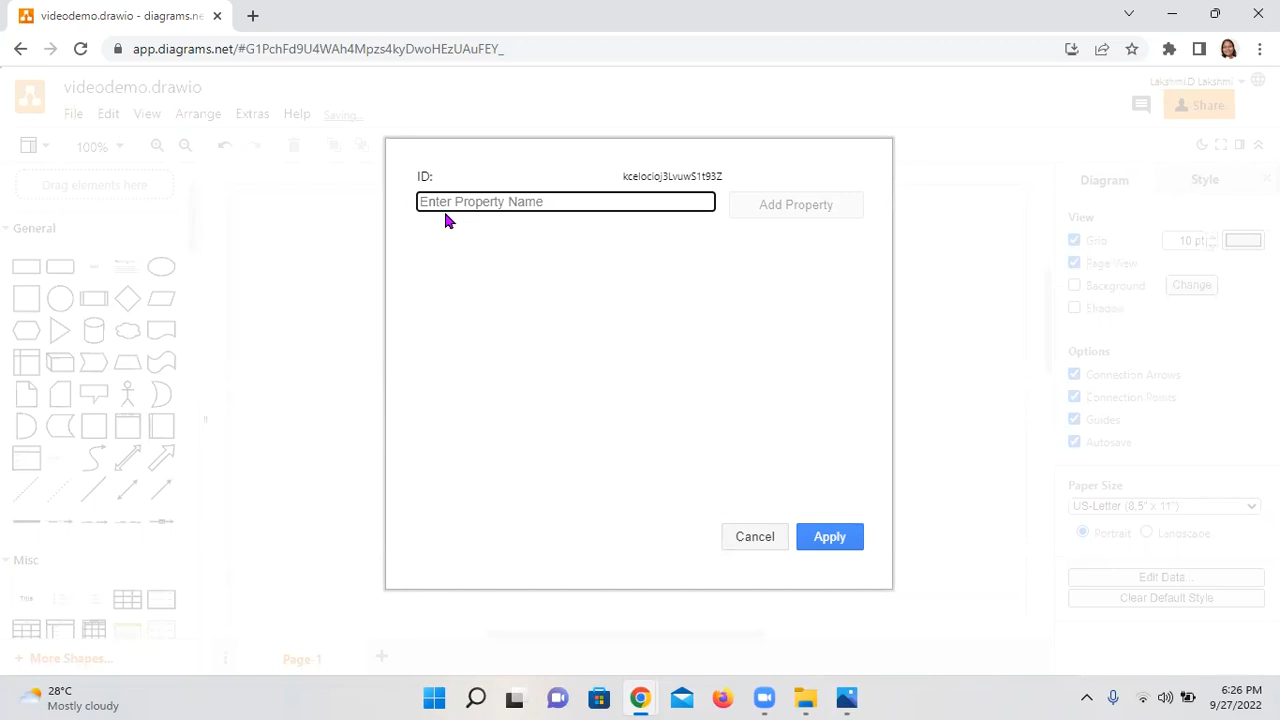 videodemo.drawio - diagrams.ne
app.diagrams.net/#G1PchFd9U4WAh4Mpzs4kyDwoHEzUAuFEY_
videodemo.drawio
Lakshmi.D Lakshmi
File Edit View Arrange Extras Help Saving...
Share
100%
Drag elements here
General
Misc
Title
+ More Shapes...
Page-1
ID: kcelocioj3LvuwS1t93Z
Enter Property Name
Add Property
Cancel
Apply
Diagram Style
View
Grid 10 pt
Page View
Background Change
Shadow
Options
Connection Arrows
Connection Points
Guides
Autosave
Paper Size
US-Letter (8,5" x 11")
Portrait Landscape
Edit Data...
Clear Default Style
28°C
Mostly cloudy
6:26 PM
9/27/2022